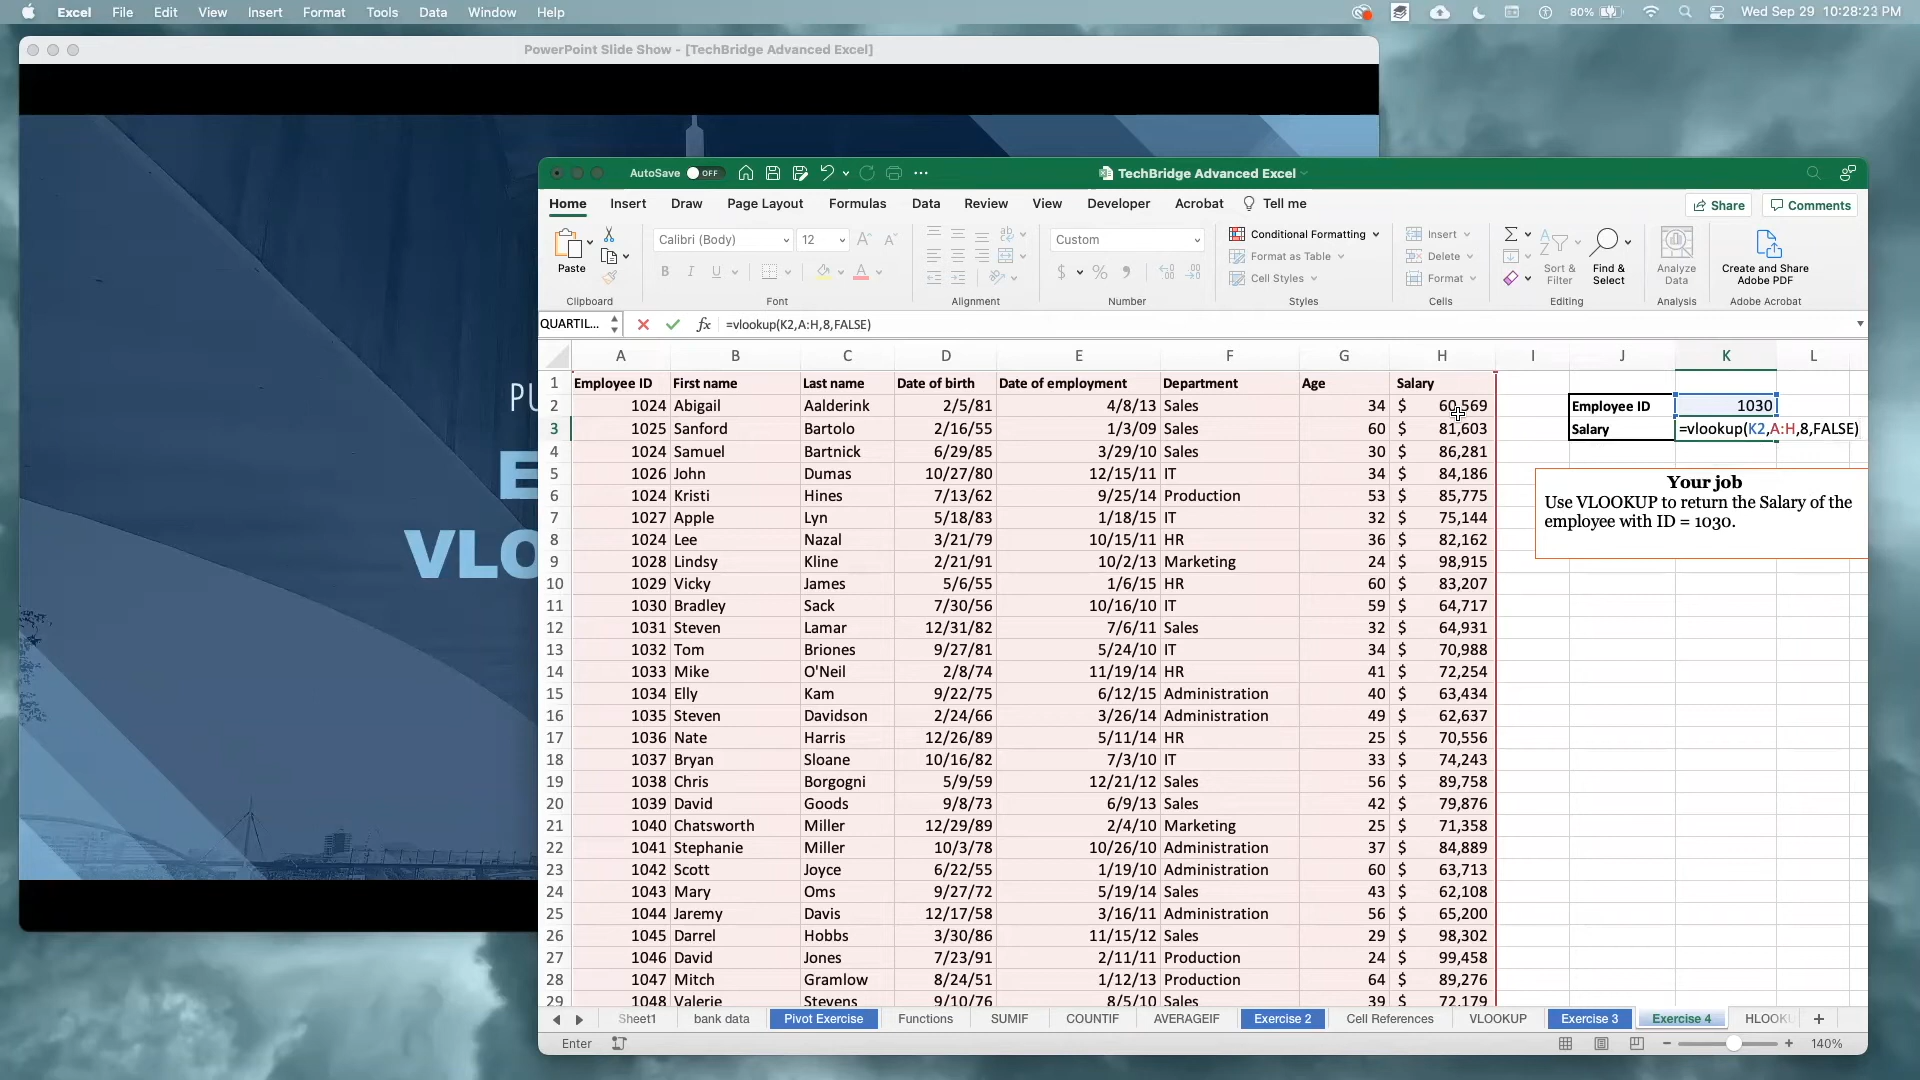 Excel File Edit View Insert Format Tools Data Window Help 80% Wed Sep 29 10:28:23 PM
PowerPoint Slide Show - [TechBridge Advanced Excel]
PU
E
VLO
AutoSave OFF TechBridge Advanced Excel
Home Insert Draw Page Layout Formulas Data Review View Developer Acrobat Tell me Share Comments
Paste Calibri (Body) 12 Custom Conditional Formatting Format as Table Cell Styles Insert Delete Format Sort & Filter Find & Select Analyze Data Create and Share Adobe PDF
Clipboard Font Alignment Number Styles Cells Editing Analysis Adobe Acrobat
QUARTIL... fx =vlookup(K2,A:H,8,FALSE)
A B C D E F G H I J K L
1 Employee ID First name Last name Date of birth Date of employment Department Age Salary
2 1024 Abigail Aalderink 2/5/81 4/8/13 Sales 34 $ 60,569 Employee ID 1030
3 1025 Sanford Bartolo 2/16/55 1/3/09 Sales 60 $ 81,603 Salary =vlookup(K2,A:H,8,FALSE)
4 1024 Samuel Bartnick 6/29/85 3/29/10 Sales 30 $ 86,281
5 1026 John Dumas 10/27/80 12/15/11 IT 34 $ 84,186
6 1024 Kristi Hines 7/13/62 9/25/14 Production 53 $ 85,775
7 1027 Apple Lyn 5/18/83 1/18/15 IT 32 $ 75,144
8 1024 Lee Nazal 3/21/79 10/15/11 HR 36 $ 82,162
9 1028 Lindsy Kline 2/21/91 10/2/13 Marketing 24 $ 98,915
10 1029 Vicky James 5/6/55 1/6/15 HR 60 $ 83,207
11 1030 Bradley Sack 7/30/56 10/16/10 IT 59 $ 64,717
12 1031 Steven Lamar 12/31/82 7/6/11 Sales 32 $ 64,931
13 1032 Tom Briones 9/27/81 5/24/10 IT 34 $ 70,988
14 1033 Mike O'Neil 2/8/74 11/19/14 HR 41 $ 72,254
15 1034 Elly Kam 9/22/75 6/12/15 Administration 40 $ 63,434
16 1035 Steven Davidson 2/24/66 3/26/14 Administration 49 $ 62,637
17 1036 Nate Harris 12/26/89 5/11/14 HR 25 $ 70,556
18 1037 Bryan Sloane 10/16/82 7/3/10 IT 33 $ 74,243
19 1038 Chris Borgogni 5/9/59 12/21/12 Sales 56 $ 89,758
20 1039 David Goods 9/8/73 6/9/13 Sales 42 $ 79,876
21 1040 Chatsworth Miller 12/29/89 2/4/10 Marketing 25 $ 71,358
22 1041 Stephanie Miller 10/3/78 10/26/10 Administration 37 $ 84,889
23 1042 Scott Joyce 6/22/55 1/19/10 Administration 60 $ 63,713
24 1043 Mary Oms 9/27/72 5/19/14 Sales 43 $ 62,108
25 1044 Jaremy Davis 12/17/58 3/16/11 Administration 56 $ 65,200
26 1045 Darrel Hobbs 3/30/86 11/15/12 Sales 29 $ 98,302
27 1046 David Jones 7/23/91 2/11/11 Production 24 $ 99,458
28 1047 Mitch Gramlow 8/24/51 1/12/13 Production 64 $ 89,276
29 1048 Valerie Stevens 9/10/76 8/5/10 Sales 39 $ 72,179
Your job
Use VLOOKUP to return the Salary of the
employee with ID = 1030.
Sheet1 bank data Pivot Exercise Functions SUMIF COUNTIF AVERAGEIF Exercise 2 Cell References VLOOKUP Exercise 3 Exercise 4 HLOOKU
Enter 140%